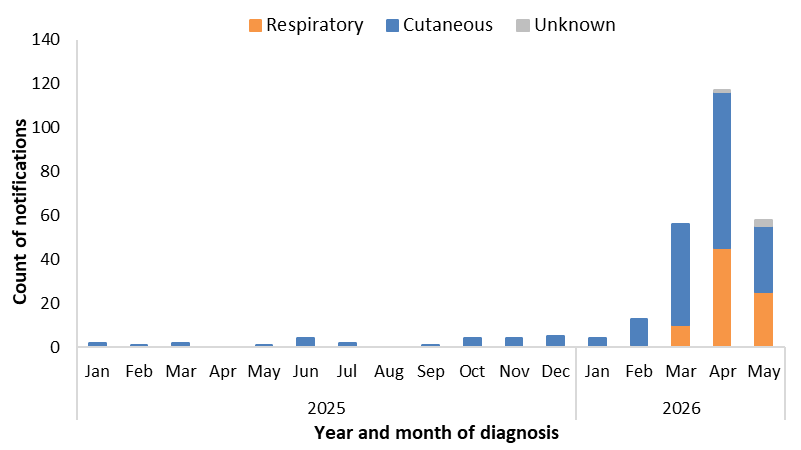 Respiratory Cutaneous Unknown
140
120
100
80
60
40
20
0
Count of notifications
Jan Feb Mar Apr May Jun Jul Aug Sep Oct Nov Dec Jan Feb Mar Apr May
2025 2026
Year and month of diagnosis